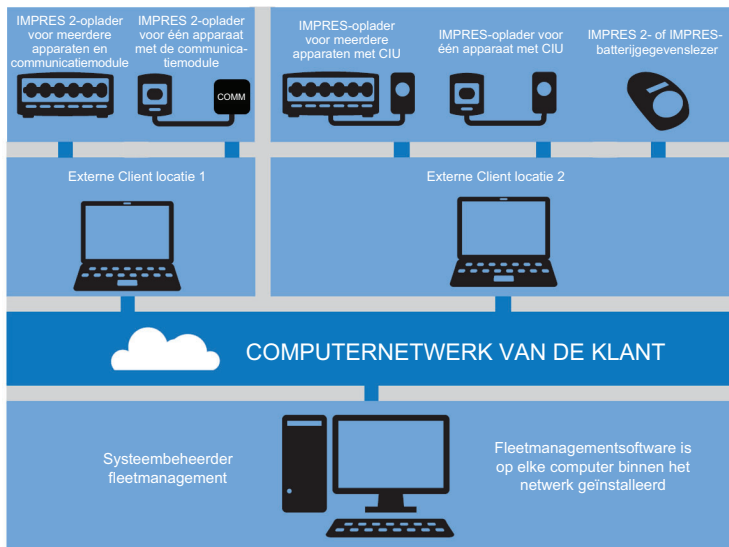 IMPRES 2-oplader
voor meerdere
apparaten en
communicatiemodule
IMPRES 2-oplader
voor één apparaat
met de communica-
tiemodule
COMM
IMPRES-oplader
voor meerdere
apparaten met CIU
IMPRES-oplader voor
één apparaat met CIU
IMPRES 2- of IMPRES-
batterijgegevenslezer
Externe Client locatie 1
Externe Client locatie 2
COMPUTERNETWERK VAN DE KLANT
Systeembeheerder
fleetmanagement
Fleetmanagementsoftware is
op elke computer binnen het
netwerk geïnstalleerd